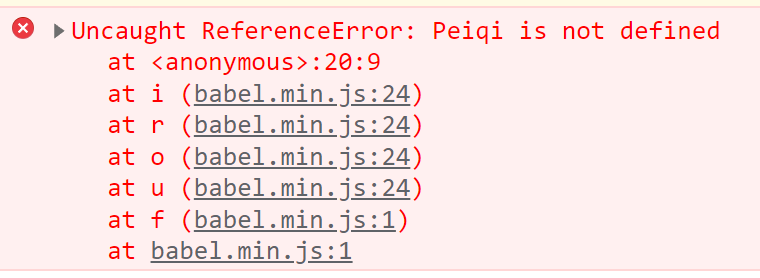 Uncaught ReferenceError: Peiqi is not defined
at <anonymous>:20:9
at i (babel.min.js:24)
at r (babel.min.js:24)
at o (babel.min.js:24)
at u (babel.min.js:24)
at f (babel.min.js:1)
at babel.min.js:1